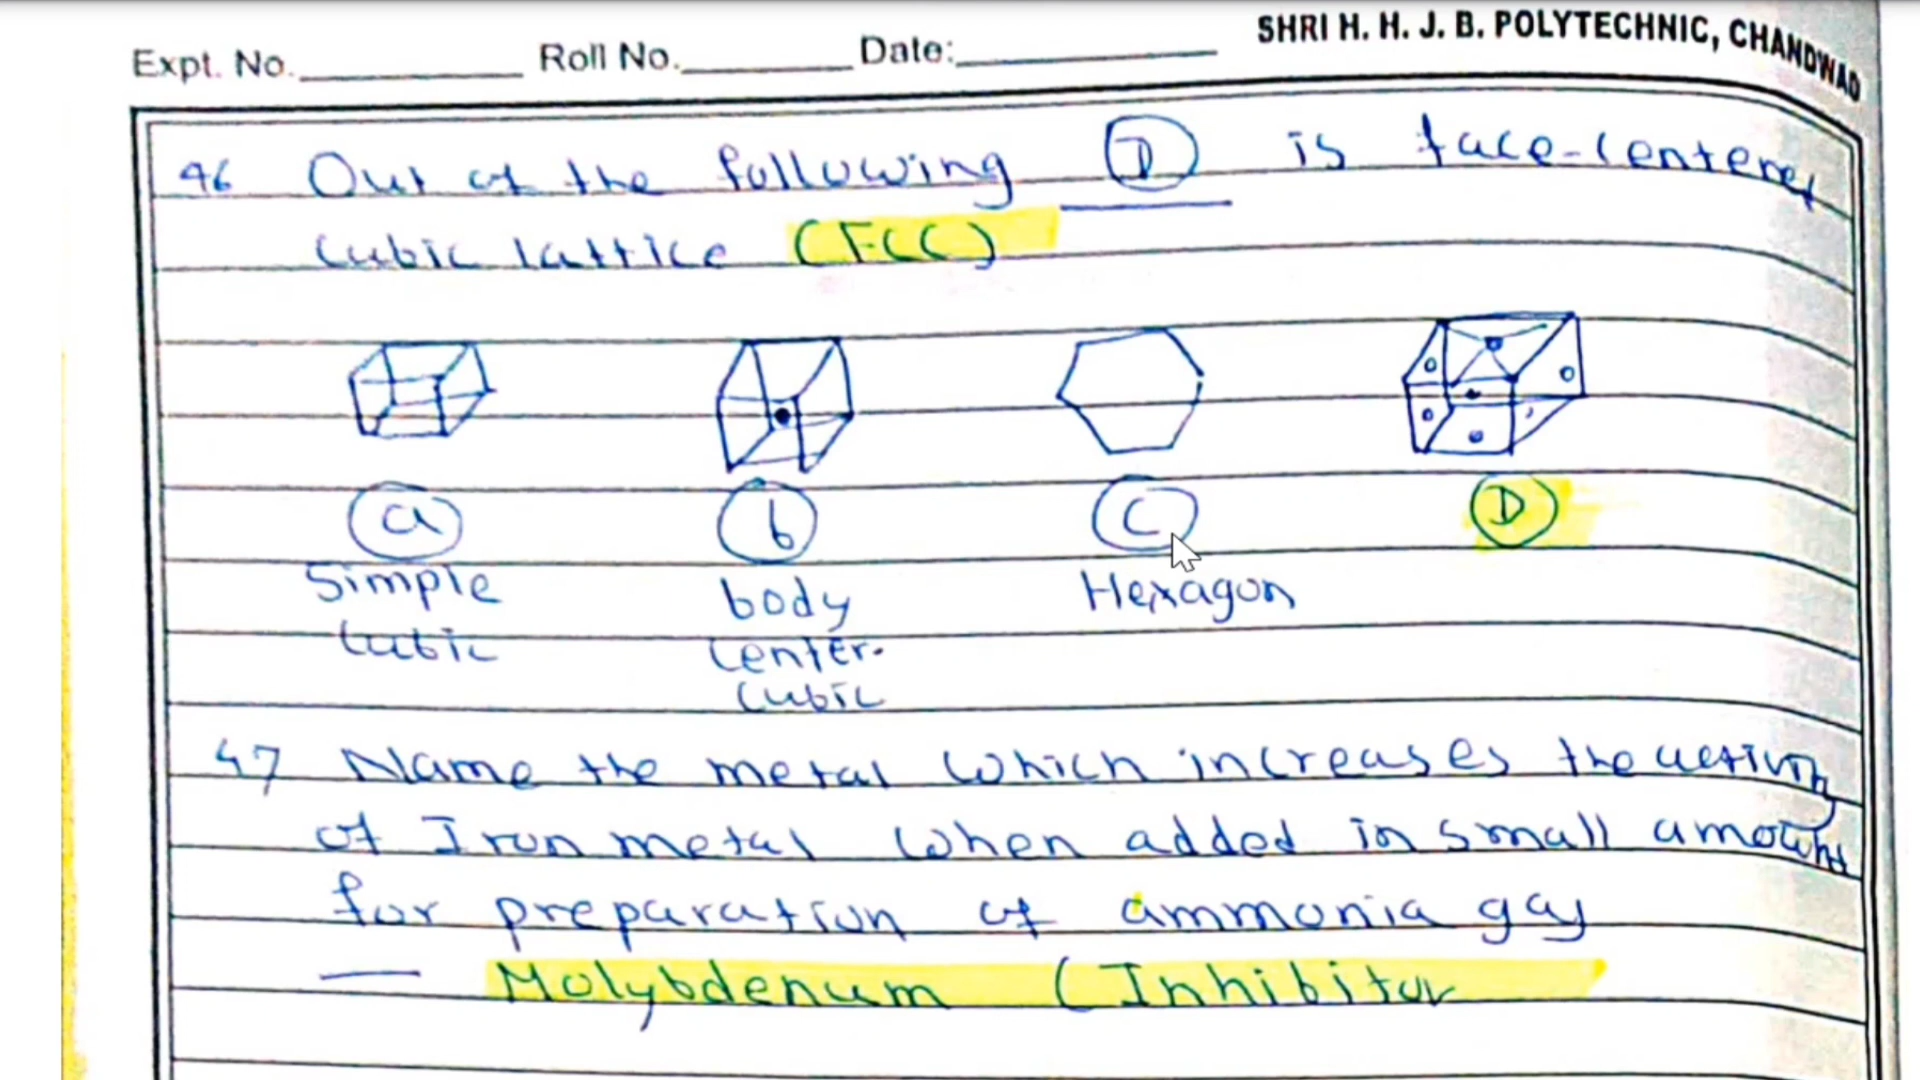 SHRI H. H. J. B. POLYTECHNIC, CHANDWAD
Expt. No. Roll No. Date:
46 Out of the following D is face-centered
cubic lattice (FCC)
a b C D
Simple body Hexagon
cubic center.
cubic
47 Name the metal which increases the activity
of Iron metal when added in small amount
for preparation of ammonia gas
— Molybdenum (Inhibitor